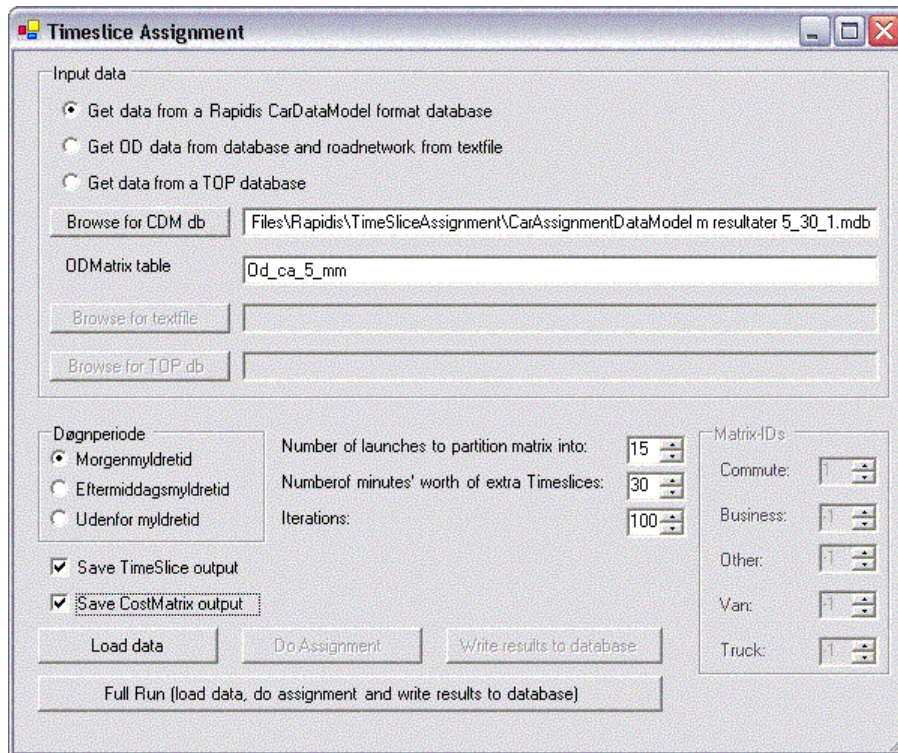 Timeslice Assignment
Input data
Get data from a Rapidis CarDataModel format database
Get OD data from database and roadnetwork from textfile
Get data from a TOP database
Browse for CDM db Files\Rapidis\TimeSliceAssignment\CarAssignmentDataModel m resultater 5_30_1.mdb
ODMatrix table Od_ca_5_mm
Browse for textfile
Browse for TOP db
Døgnperiode
Morgenmyldretid
Eftermiddagsmyldretid
Udenfor myldretid
Number of launches to partition matrix into: 15
Numberof minutes' worth of extra Timeslices: 30
Iterations: 100
Matrix-IDs
Commute: 1
Business: -1
Other: -1
Van: -1
Truck: -1
Save TimeSlice output
Save CostMatrix output
Load data Do Assignment Write results to database
Full Run (load data, do assignment and write results to database)